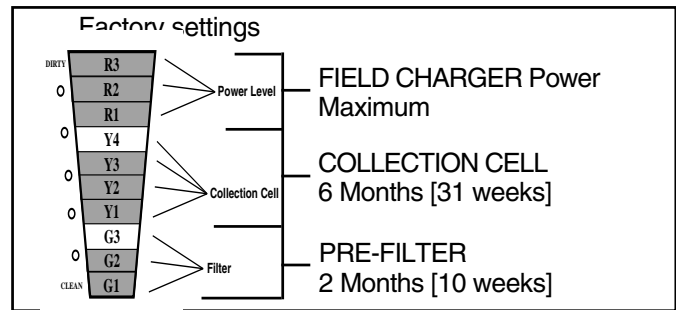 Factory settings
DIRTY
R3
R2
R1
Y4
Y3
Y2
Y1
G3
G2
G1
CLEAN
Power Level
Collection Cell
Filter
FIELD CHARGER Power
Maximum
COLLECTION CELL
6 Months [31 weeks]
PRE-FILTER
2 Months [10 weeks]